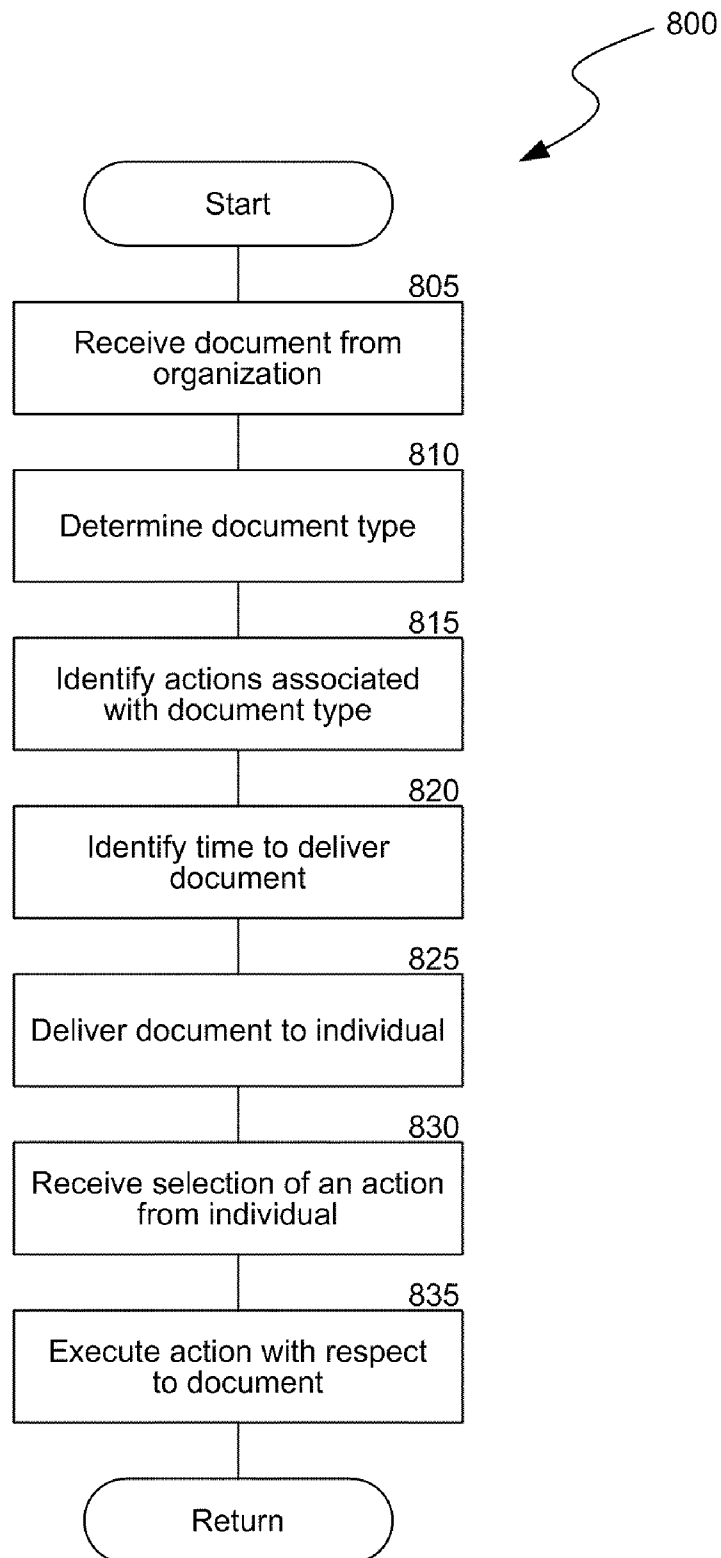 800
Start
805
Receive document from
organization
810
Determine document type
815
Identify actions associated
with document type
820
Identify time to deliver
document
825
Deliver document to individual
830
Receive selection of an action
from individual
835
Execute action with respect
to document
Return